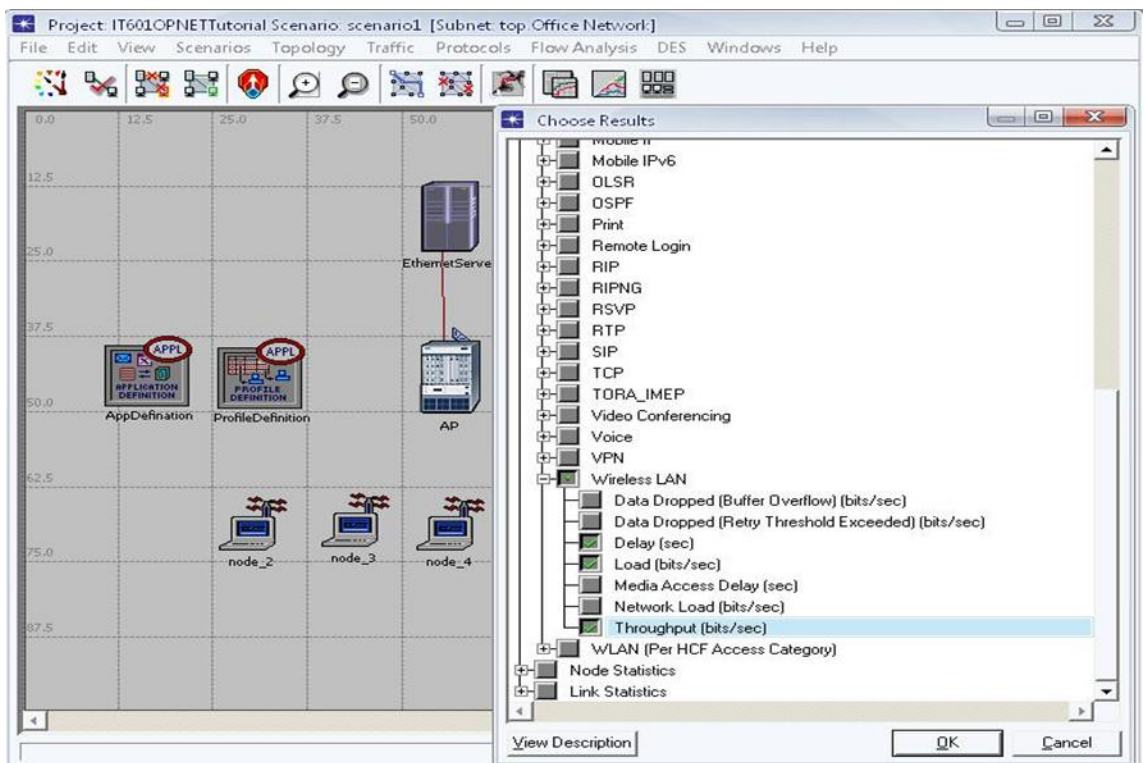 Project: IT601OPNETTutorial Scenario: scenario1 [Subnet: top.Office Network]
File Edit View Scenarios Topology Traffic Protocols Flow Analysis DES Windows Help
0.0 12.5 25.0 37.5 50.0
12.5
25.0
37.5
50.0
62.5
75.0
87.5
EthernetServe
APPL
APPLICATION DEFINITION
AppDefination
APPL
PROFILE DEFINITION
ProfileDefinition
AP
node_2
node_3
node_4
Choose Results
Mobile IP
Mobile IPv6
OLSR
OSPF
Print
Remote Login
RIP
RIPNG
RSVP
RTP
SIP
TCP
TORA_IMEP
Video Conferencing
Voice
VPN
Wireless LAN
Data Dropped (Buffer Overflow) (bits/sec)
Data Dropped (Retry Threshold Exceeded) (bits/sec)
Delay (sec)
Load (bits/sec)
Media Access Delay (sec)
Network Load (bits/sec)
Throughput (bits/sec)
WLAN (Per HCF Access Category)
Node Statistics
Link Statistics
View Description
OK
Cancel